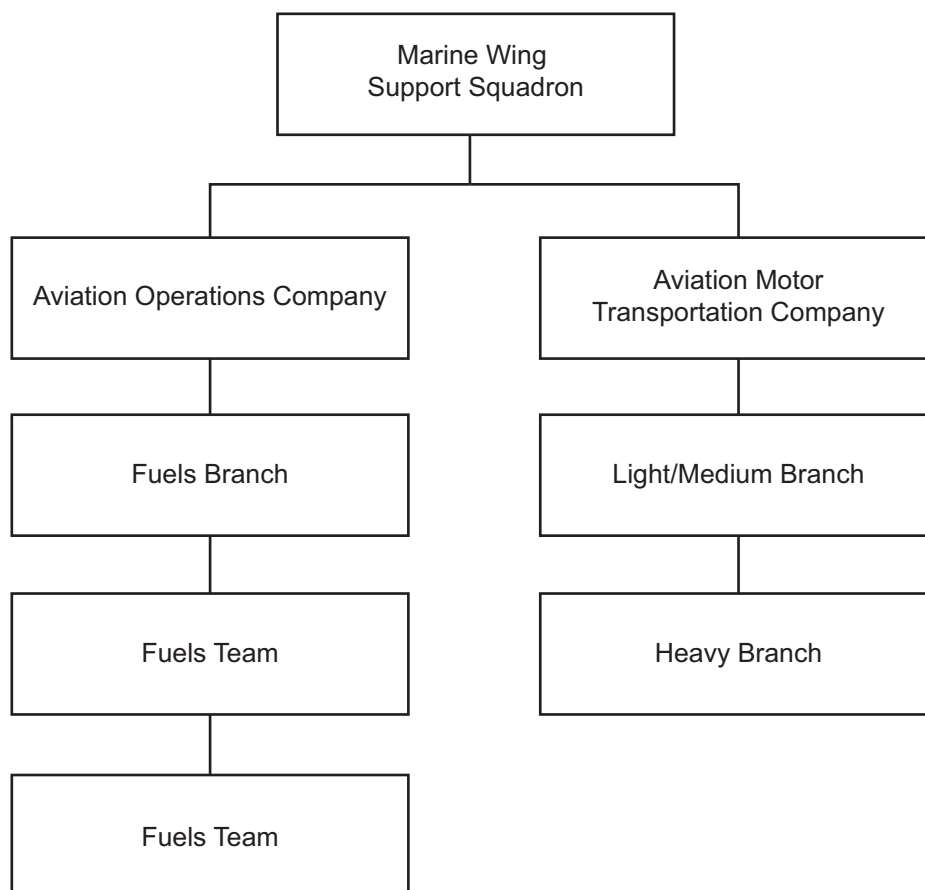 Marine Wing
Support Squadron
Aviation Operations Company
Aviation Motor
Transportation Company
Fuels Branch
Light/Medium Branch
Fuels Team
Heavy Branch
Fuels Team